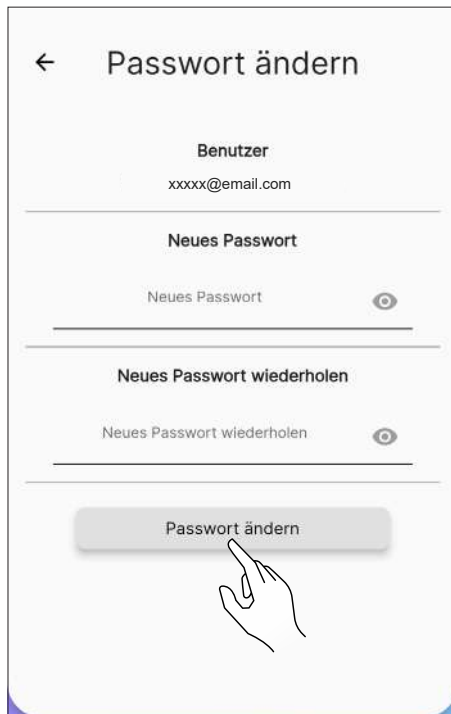 Passwort ändern
Benutzer
xxxxx@email.com
Neues Passwort
Neues Passwort
Neues Passwort wiederholen
Neues Passwort wiederholen
Passwort ändern